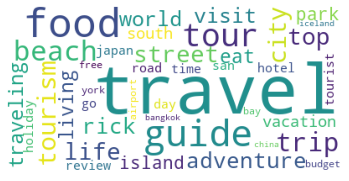 food
tour
world
visit
park
iceland
top
city
beach
japan
south
street
eat
traveling
holiday
tourism
living
travel
road
time
san
hotel
tourist
free
york
go
rick
airport
day
guide
bay
vacation
trip
life
bangkok
china
review
island
adventure
budget